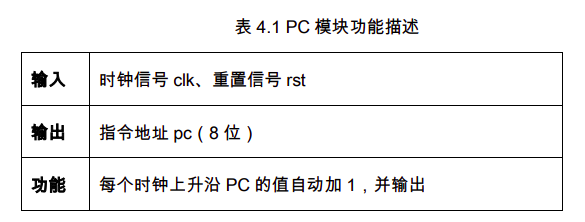 表 4.1 PC 模块功能描述
输入 时钟信号 clk、重置信号 rst
输出 指令地址 pc（8 位）
功能 每个时钟上升沿 PC 的值自动加 1，并输出